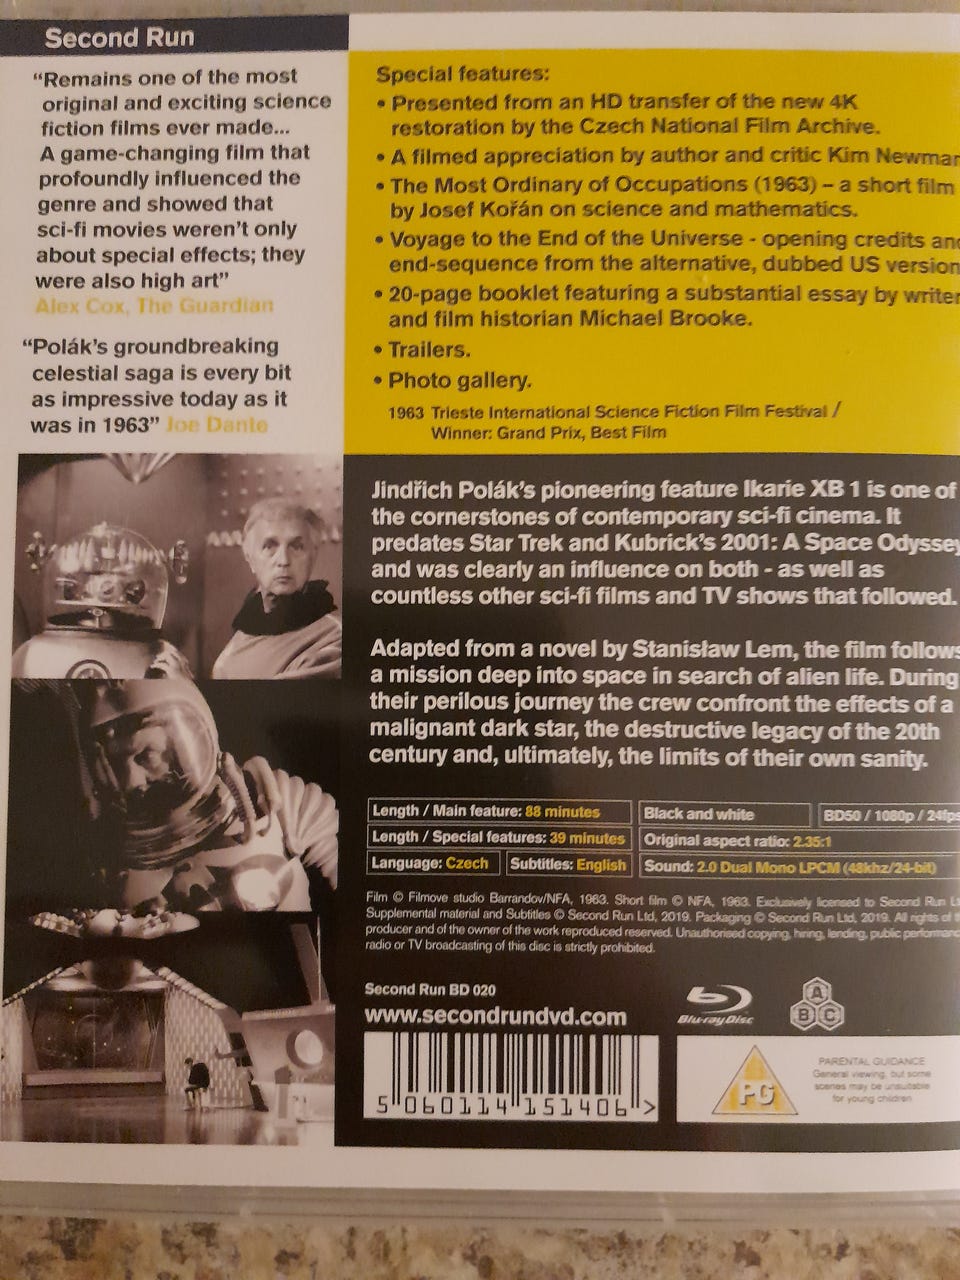 Second Run
“Remains one of the most
original and exciting science
fiction films ever made...
A game-changing film that
profoundly influenced the
genre and showed that
sci-fi movies weren’t only
about special effects; they
were also high art”
Alex Cox, The Guardian
“Polák’s groundbreaking
celestial saga is every bit
as impressive today as it
was in 1963” Joe Dante
Special features:
• Presented from an HD transfer of the new 4K
restoration by the Czech National Film Archive.
• A filmed appreciation by author and critic Kim Newman
• The Most Ordinary of Occupations (1963) – a short film
by Josef Kořán on science and mathematics.
• Voyage to the End of the Universe - opening credits and
end-sequence from the alternative, dubbed US version
• 20-page booklet featuring a substantial essay by writer
and film historian Michael Brooke.
• Trailers.
• Photo gallery.
1963 Trieste International Science Fiction Film Festival /
Winner: Grand Prix, Best Film
Jindřich Polák’s pioneering feature Ikarie XB 1 is one of
the cornerstones of contemporary sci-fi cinema. It
predates Star Trek and Kubrick’s 2001: A Space Odyssey
and was clearly an influence on both - as well as
countless other sci-fi films and TV shows that followed.
Adapted from a novel by Stanisław Lem, the film follows
a mission deep into space in search of alien life. During
their perilous journey the crew confront the effects of a
malignant dark star, the destructive legacy of the 20th
century and, ultimately, the limits of their own sanity.
Length / Main feature: 88 minutes
Black and white
BD50 / 1080p / 24fps
Length / Special features: 39 minutes
Original aspect ratio: 2.35:1
Language: Czech
Subtitles: English
Sound: 2.0 Dual Mono LPCM (48khz/24-bit)
Film © Filmove studio Barrandov/NFA, 1963. Short film © NFA, 1963. Exclusively licensed to Second Run Lt
Supplemental material and Subtitles © Second Run Ltd, 2019. Packaging © Second Run Ltd, 2019. All rights of t
producer and of the owner of the work reproduced reserved. Unauthorised copying, hiring, lending, public performanc
radio or TV broadcasting of this disc is strictly prohibited.
Second Run BD 020
www.secondrundvd.com
Blu-ray Disc
A
B C
5 060114 151406 >
PG
PARENTAL GUIDANCE
General viewing, but some
scenes may be unsuitable
for young children